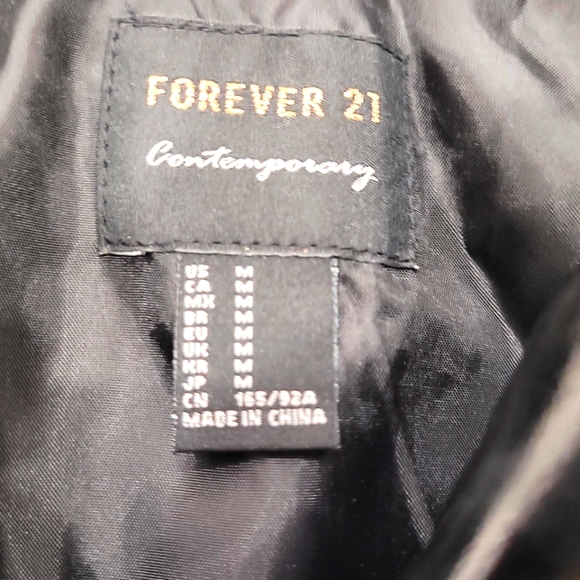 FOREVER 21
Contemporary
US M
CA M
MX M
BR M
EU M
UK M
KR M
JP M
CN 165/92A
MADE IN CHINA